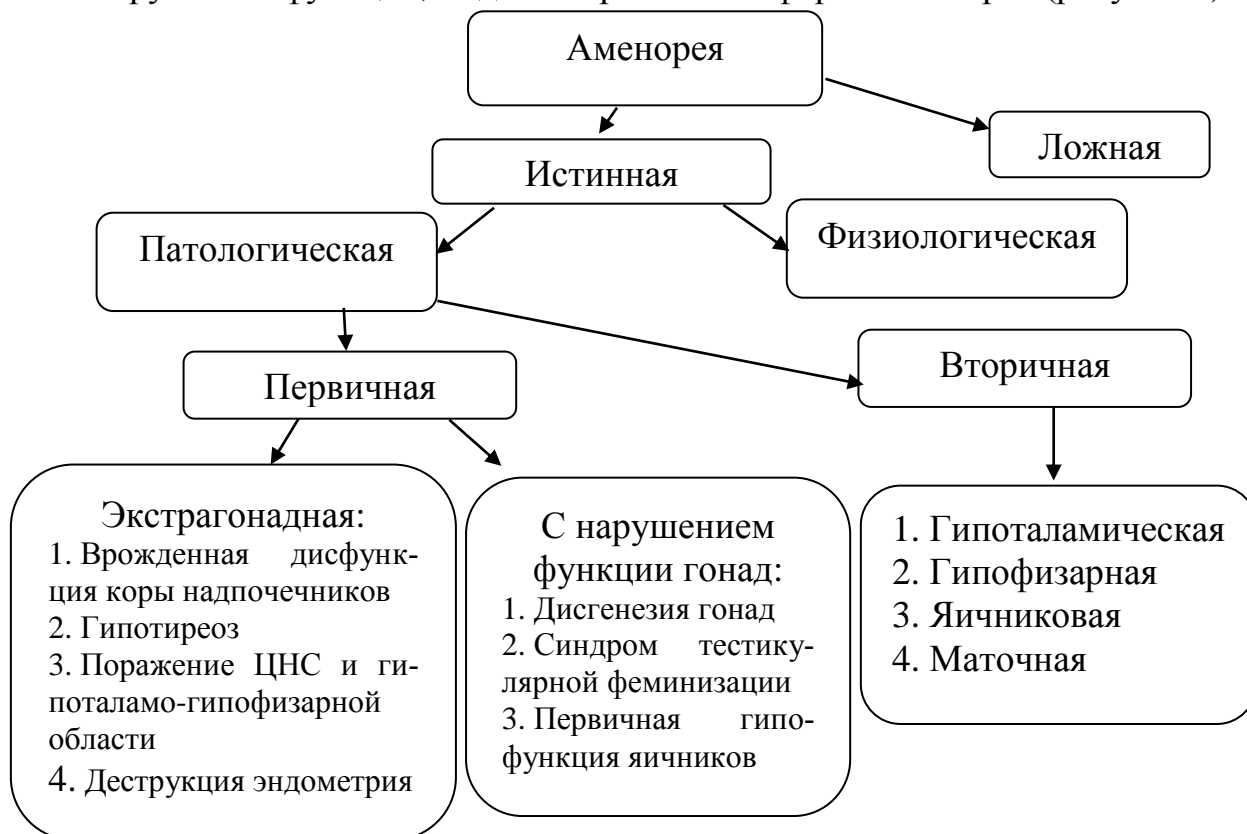 Аменорея
Ложная
Истинная
Патологическая
Физиологическая
Первичная
Вторичная
Экстрагонадная:
1. Врожденная дисфунк-
ция коры надпочечников
2. Гипотиреоз
3. Поражение ЦНС и ги-
поталамо-гипофизарной
области
4. Деструкция эндометрия
С нарушением
функции гонад:
1. Дисгенезия гонад
2. Синдром тестику-
лярной феминизации
3. Первичная гипо-
функция яичников
1. Гипоталамическая
2. Гипофизарная
3. Яичниковая
4. Маточная